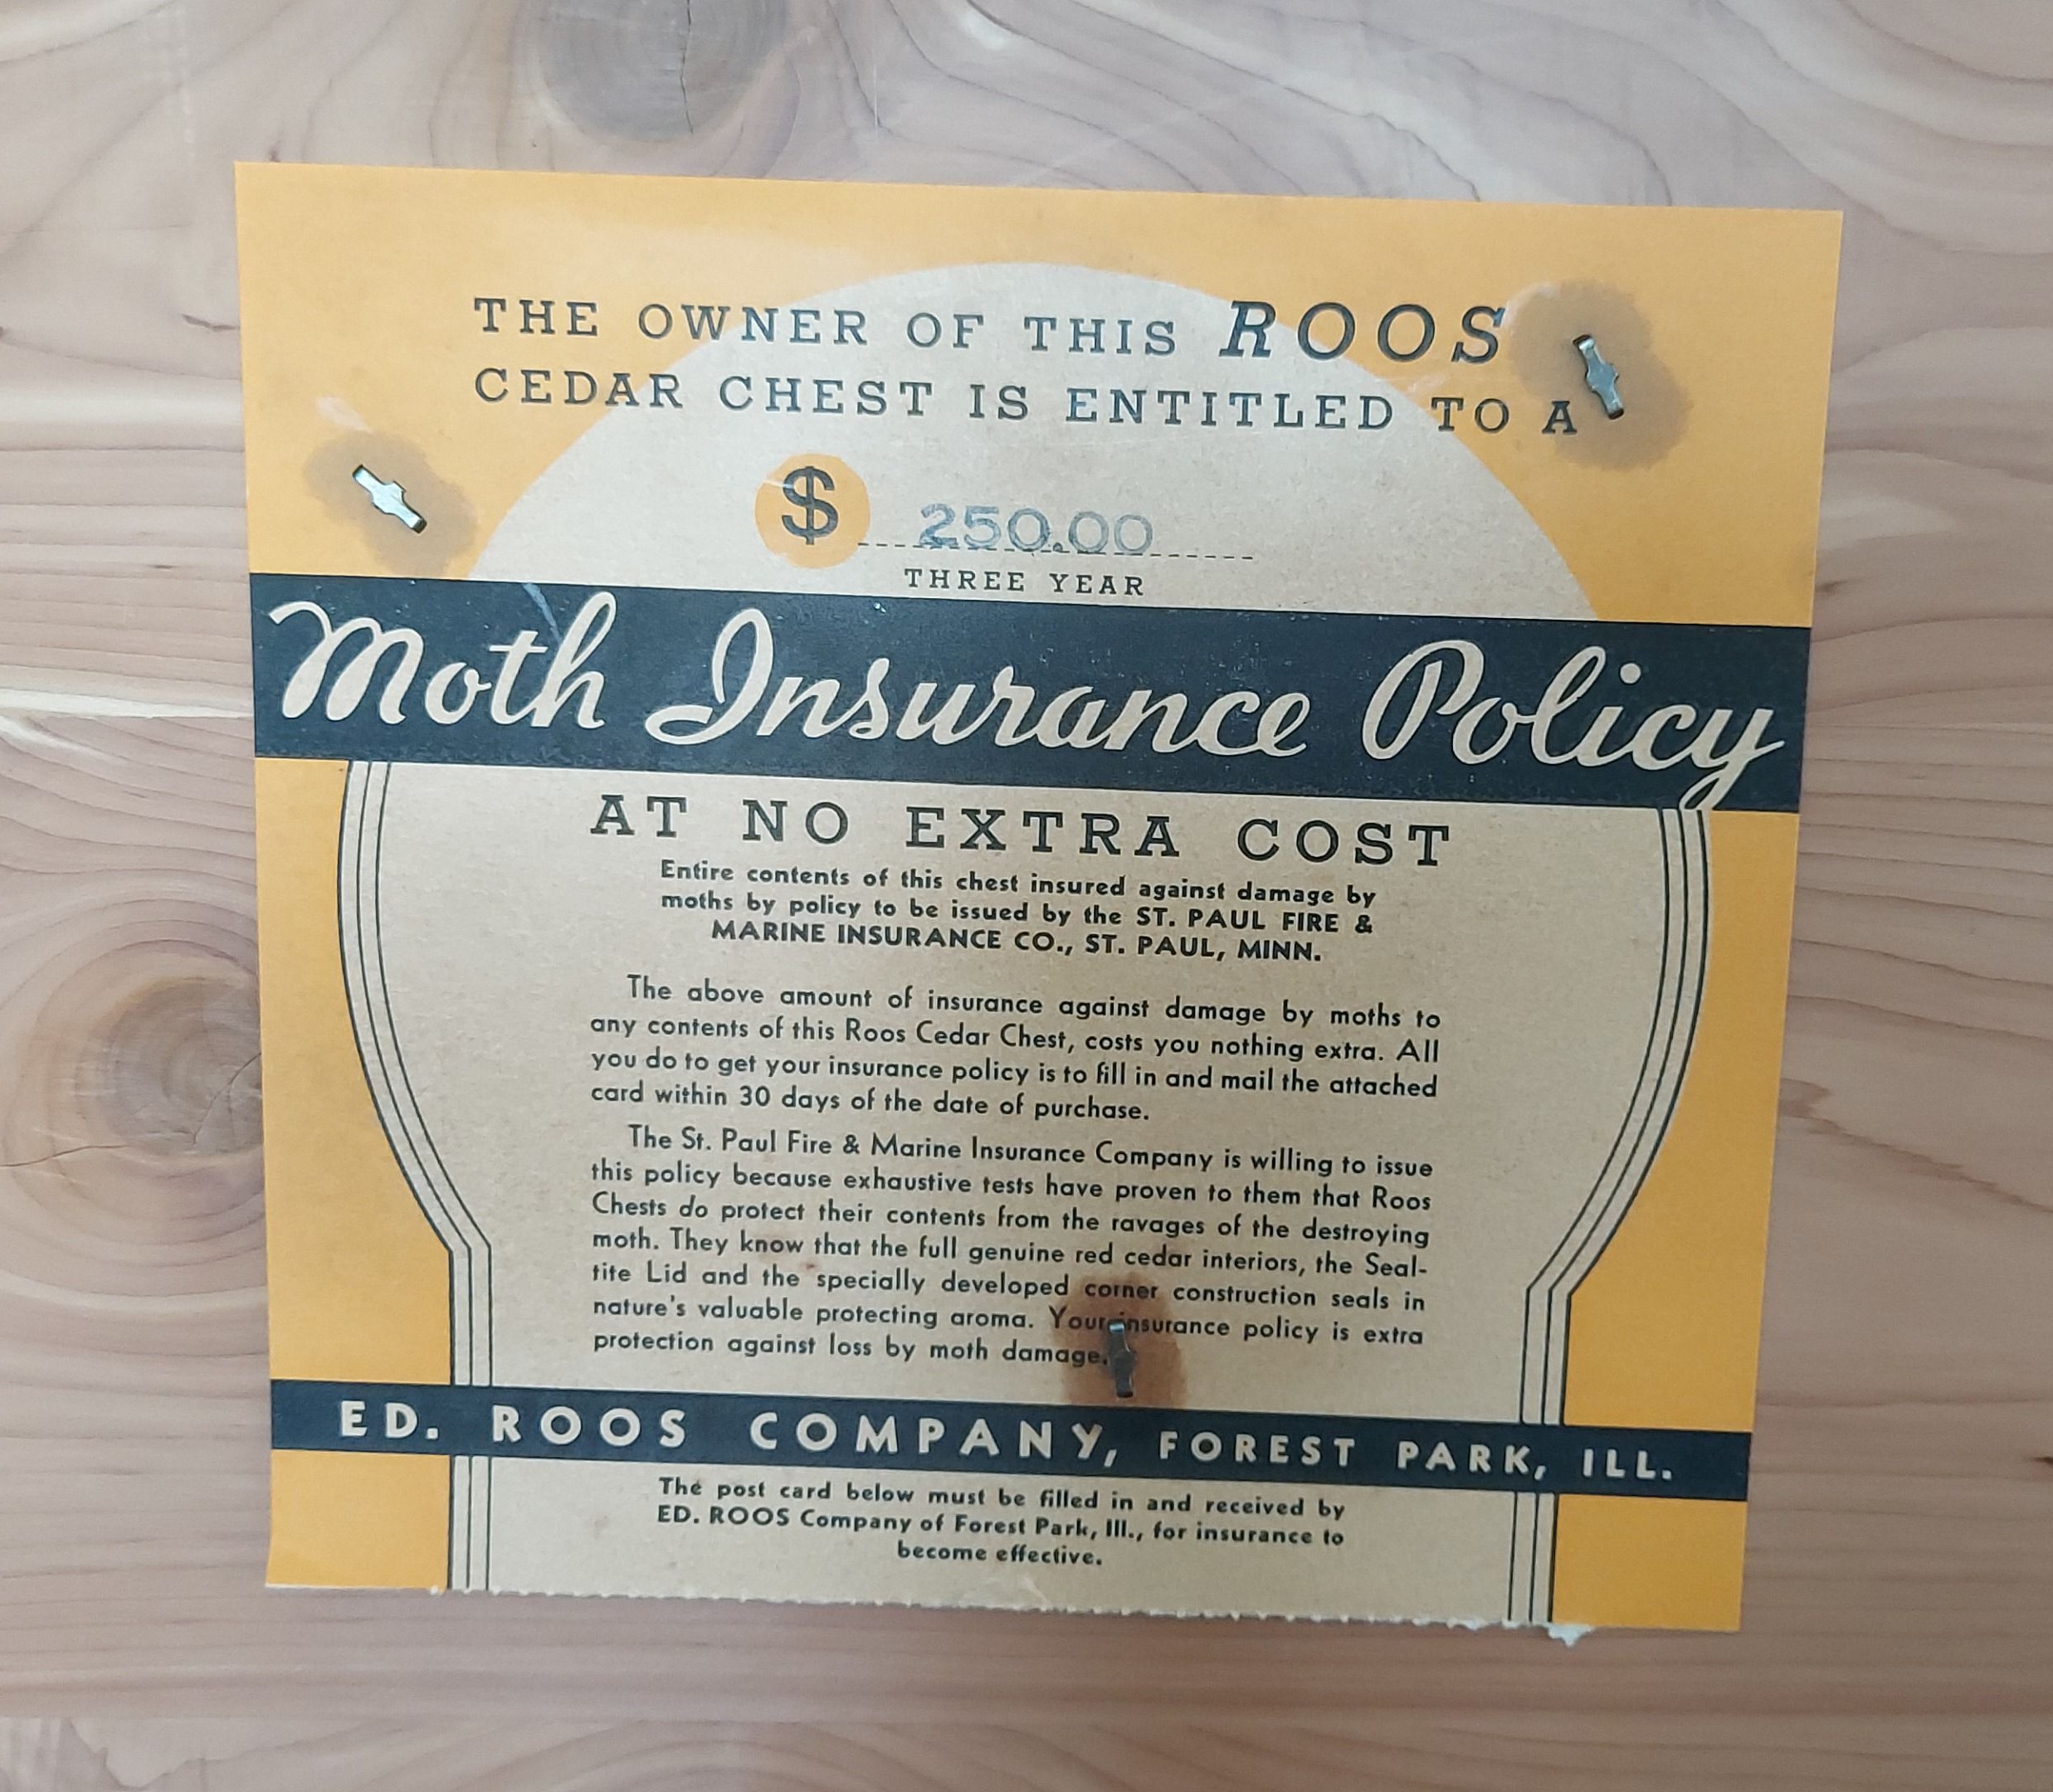 THE OWNER OF THIS ROOS
CEDAR CHEST IS ENTITLED TO A
$ 250.00
THREE YEAR
Moth Insurance Policy
AT NO EXTRA COST
Entire contents of this chest insured against damage by
moths by policy to be issued by the ST. PAUL FIRE &
MARINE INSURANCE CO., ST. PAUL, MINN.
The above amount of insurance against damage by moths to
any contents of this Roos Cedar Chest, costs you nothing extra. All
you do to get your insurance policy is to fill in and mail the attached
card within 30 days of the date of purchase.
The St. Paul Fire & Marine Insurance Company is willing to issue
this policy because exhaustive tests have proven to them that Roos
Chests do protect their contents from the ravages of the destroying
moth. They know that the full genuine red cedar interiors, the Seal-
tite Lid and the specially developed corner construction seals in
nature's valuable protecting aroma. Your insurance policy is extra
protection against loss by moth damage.
ED. ROOS COMPANY, FOREST PARK, ILL.
The post card below must be filled in and received by
ED. ROOS Company of Forest Park, Ill., for insurance to
become effective.